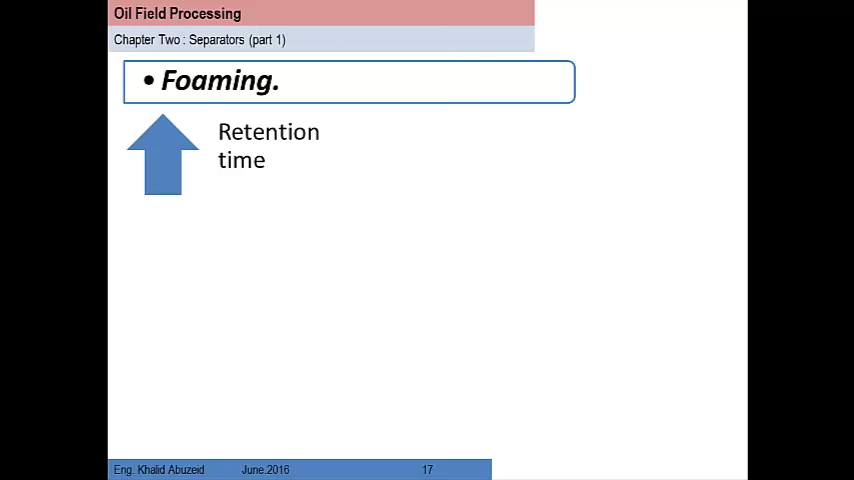 Oil Field Processing
Chapter Two : Separators (part 1)
• Foaming.
Retention
time
Eng. Khalid Abuzeid June.2016 17